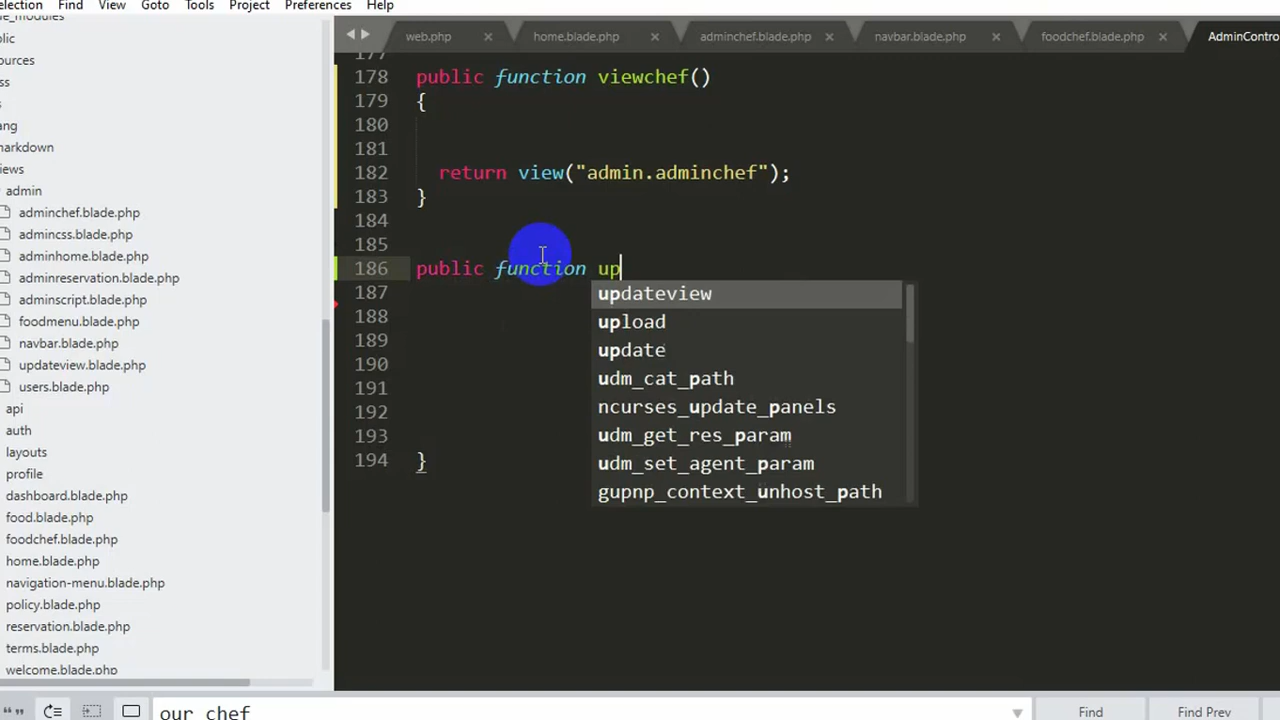 election Find View Goto Tools Project Preferences Help
e_modules
blic
ources
ss
s
ang
arkdown
iews
admin
adminchef.blade.php
admincss.blade.php
adminhome.blade.php
adminreservation.blade.php
adminscript.blade.php
foodmenu.blade.php
navbar.blade.php
updateview.blade.php
users.blade.php
api
auth
layouts
profile
dashboard.blade.php
food.blade.php
foodchef.blade.php
home.blade.php
navigation-menu.blade.php
policy.blade.php
reservation.blade.php
terms.blade.php
welcome.blade.php
web.php × home.blade.php × adminchef.blade.php × navbar.blade.php × foodchef.blade.php × AdminContro
177
178 public function viewchef()
179 {
180
181
182 return view("admin.adminchef");
183 }
184
185
186 public function up
187
188
189
190
191
192
193
194 }
updateview
upload
update
udm_cat_path
ncurses_update_panels
udm_get_res_param
udm_set_agent_param
gupnp_context_unhost_path
our chef
Find Find Prev